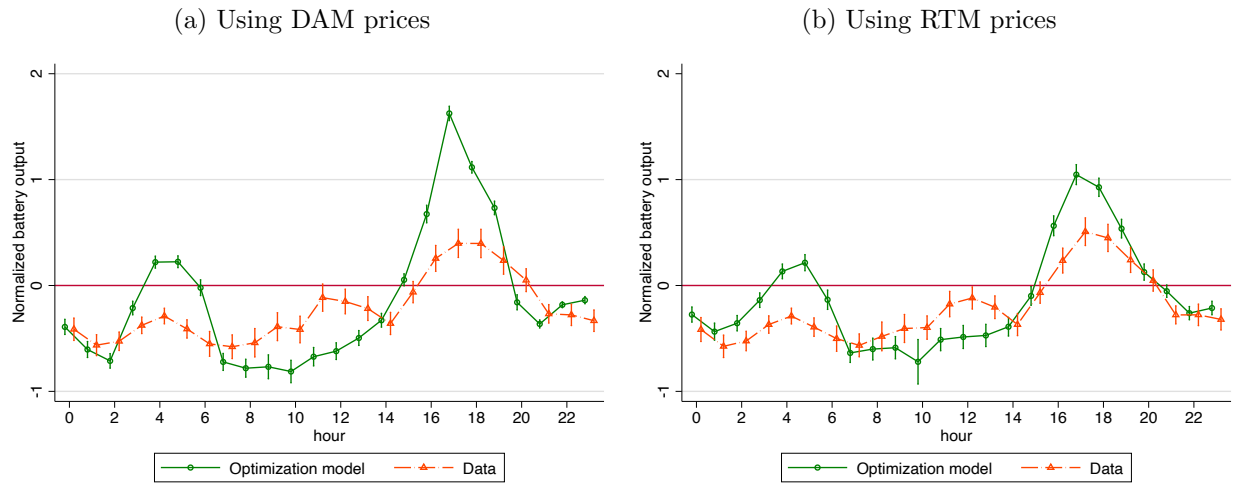 (a) Using DAM prices
Normalized battery output
2
1
0
-1
0 2 4 6 8 10 12 14 16 18 20 22
hour
Optimization model Data
(b) Using RTM prices
Normalized battery output
2
1
0
-1
0 2 4 6 8 10 12 14 16 18 20 22
hour
Optimization model Data